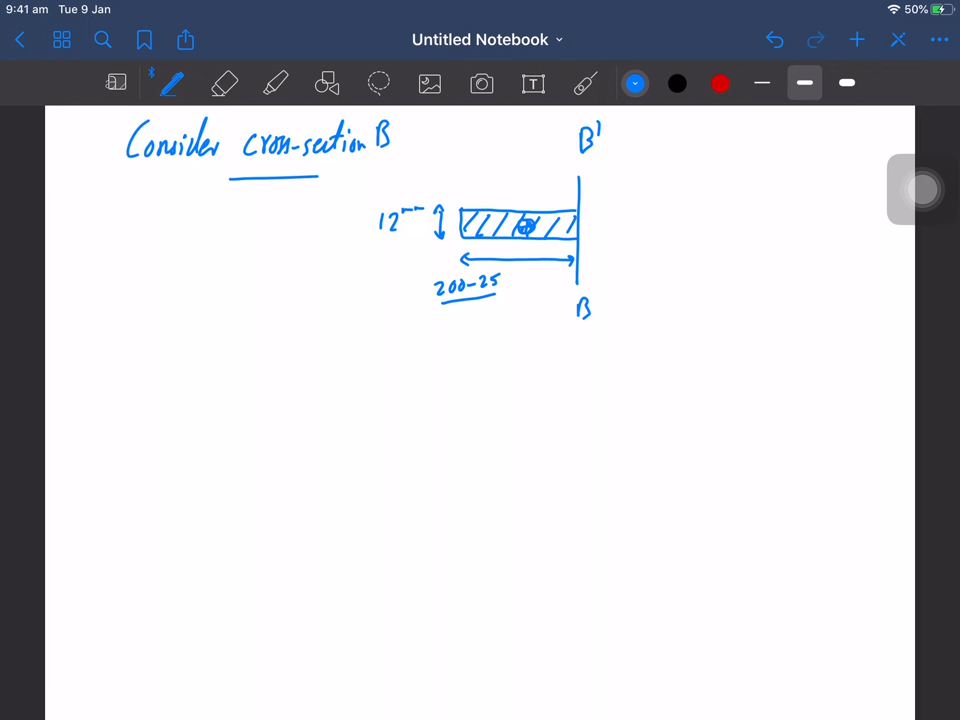 9:41 am Tue 9 Jan
50%
Untitled Notebook
Consider cross-section B
B'
12mm
200-25
B